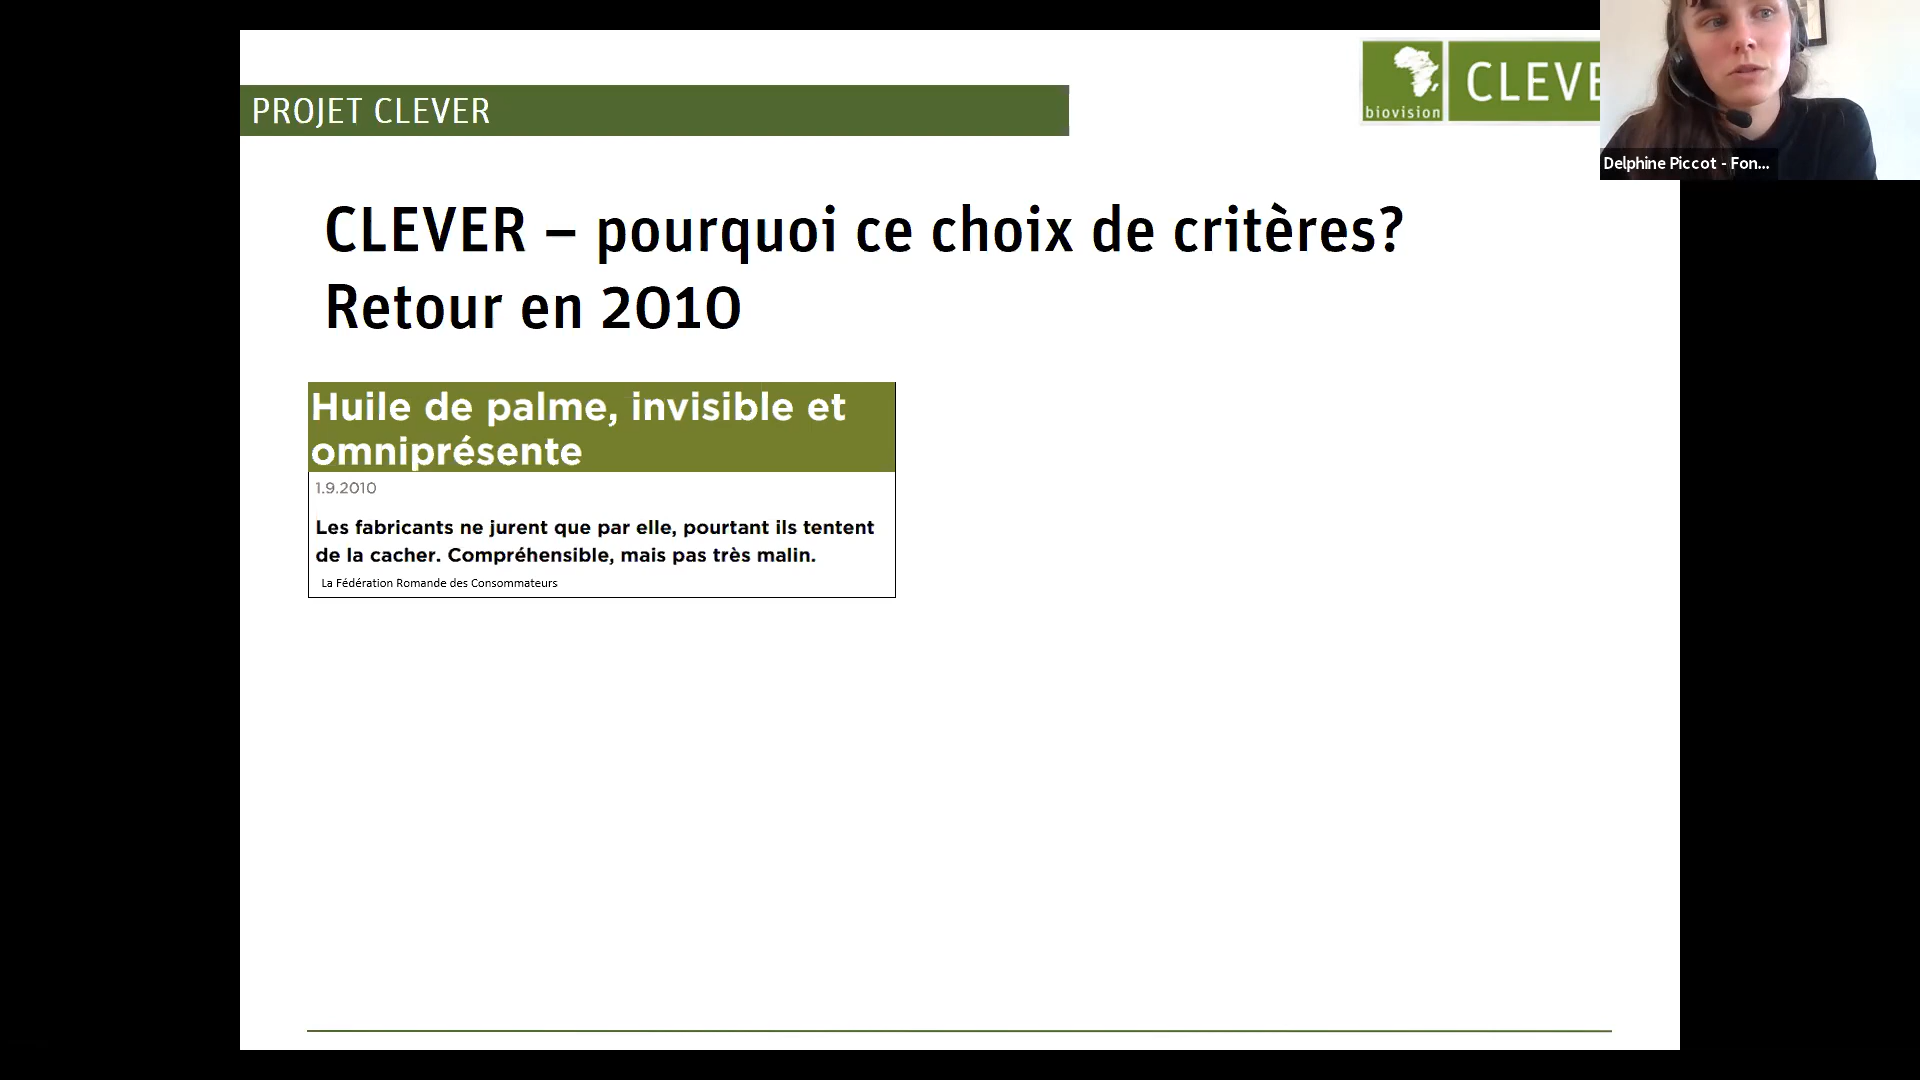 PROJET CLEVER
biovision
CLEVE
Delphine Piccot - Fon...
CLEVER – pourquoi ce choix de critères?
Retour en 2010
Huile de palme, invisible et
omniprésente
1.9.2010
Les fabricants ne jurent que par elle, pourtant ils tentent
de la cacher. Compréhensible, mais pas très malin.
La Fédération Romande des Consommateurs